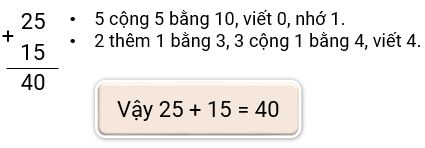 25
+
15
40
• 5 cộng 5 bằng 10, viết 0, nhớ 1.
• 2 thêm 1 bằng 3, 3 cộng 1 bằng 4, viết 4.
Vậy 25 + 15 = 40